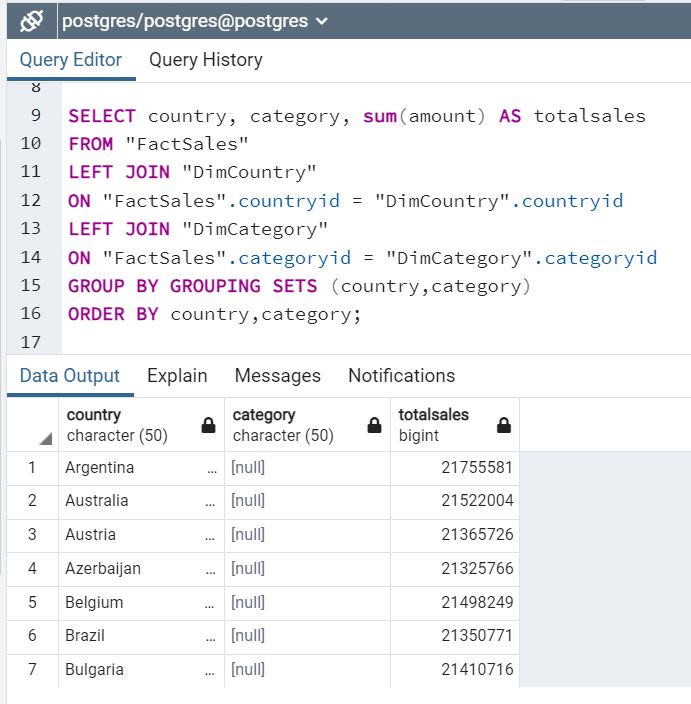 postgres/postgres@postgres
Query Editor Query History
8
9 SELECT country, category, sum(amount) AS totalsales
10 FROM "FactSales"
11 LEFT JOIN "DimCountry"
12 ON "FactSales".countryid = "DimCountry".countryid
13 LEFT JOIN "DimCategory"
14 ON "FactSales".categoryid = "DimCategory".categoryid
15 GROUP BY GROUPING SETS (country,category)
16 ORDER BY country,category;
17
Data Output Explain Messages Notifications
country category totalsales
character (50) character (50) bigint
1 Argentina ... [null] 21755581
2 Australia ... [null] 21522004
3 Austria ... [null] 21365726
4 Azerbaijan ... [null] 21325766
5 Belgium ... [null] 21498249
6 Brazil ... [null] 21350771
7 Bulgaria ... [null] 21410716